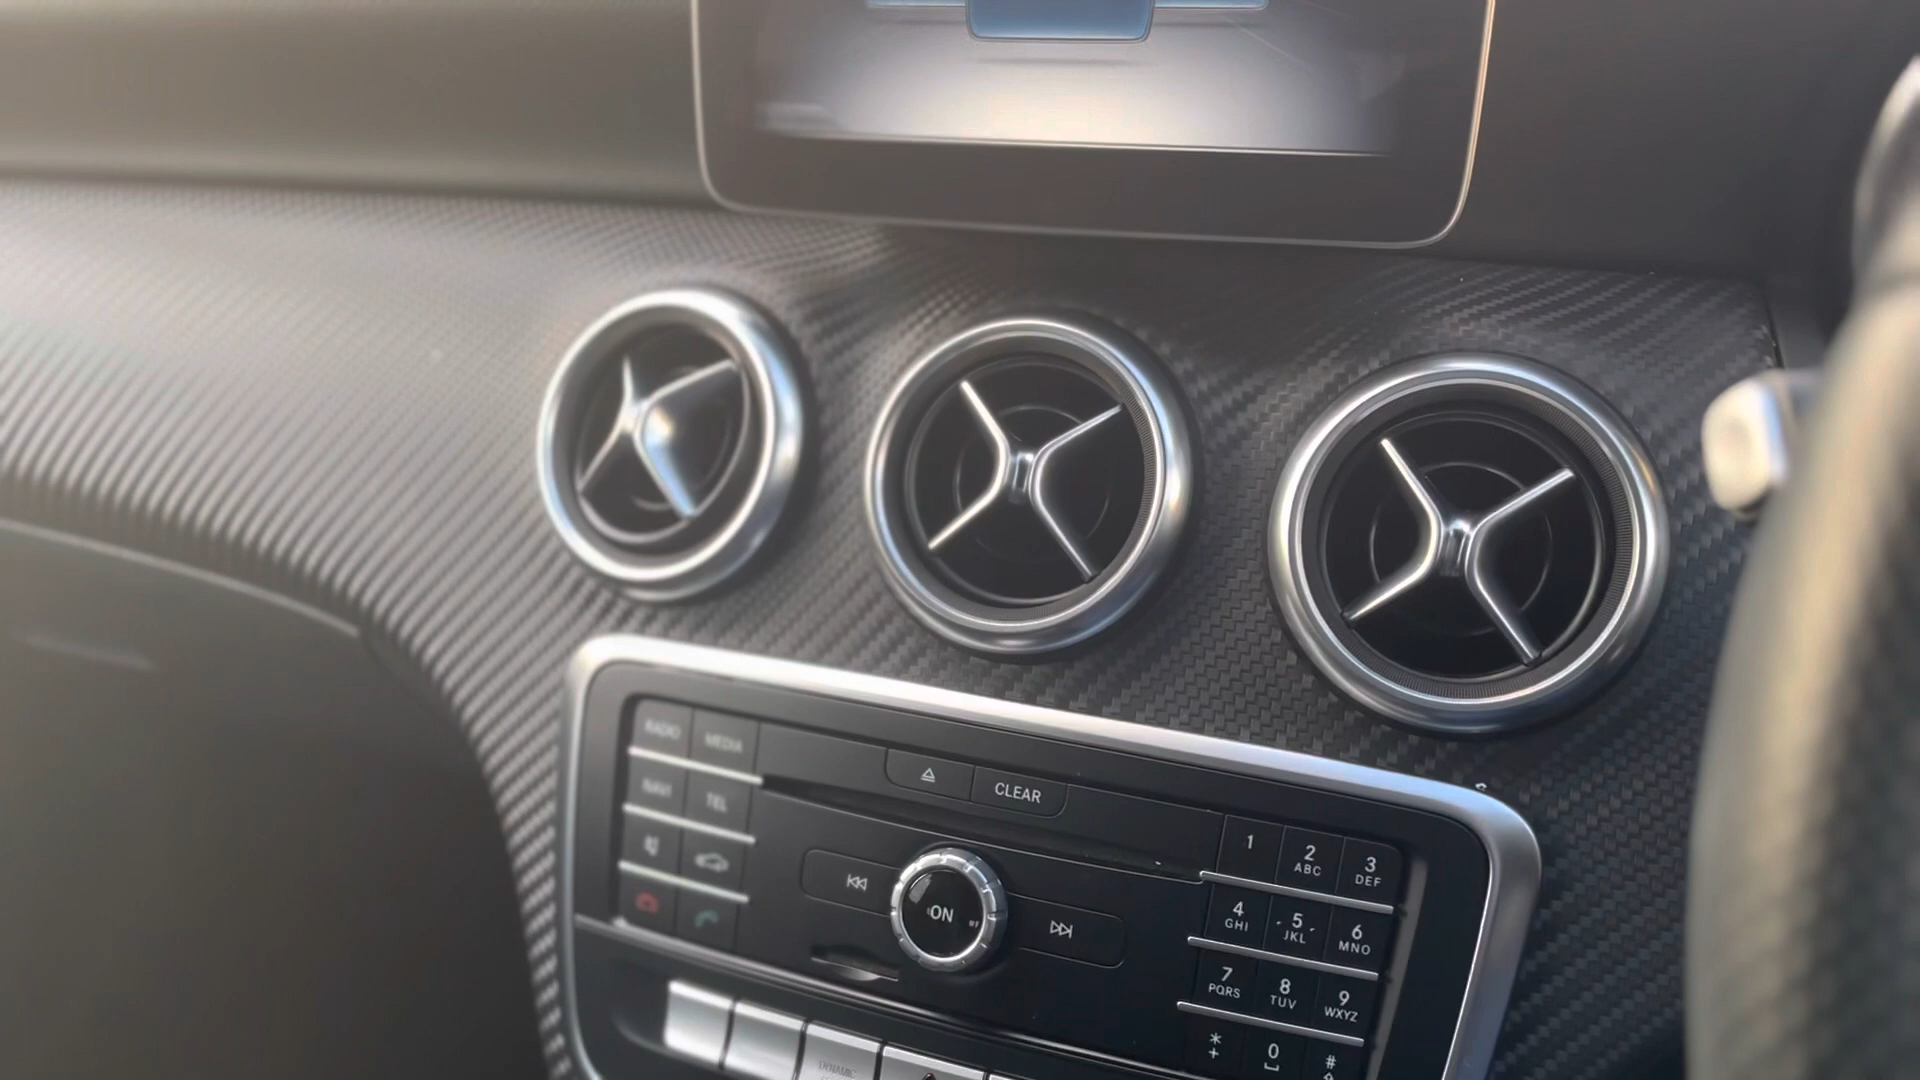 RADIO
MEDIA
NAVI
TEL
CLEAR
ON
1
2
ABC
3
DEF
4
GHI
5
JKL
6
MNO
7
PQRS
8
TUV
9
WXYZ
*
+
0
#
DYNAMIC